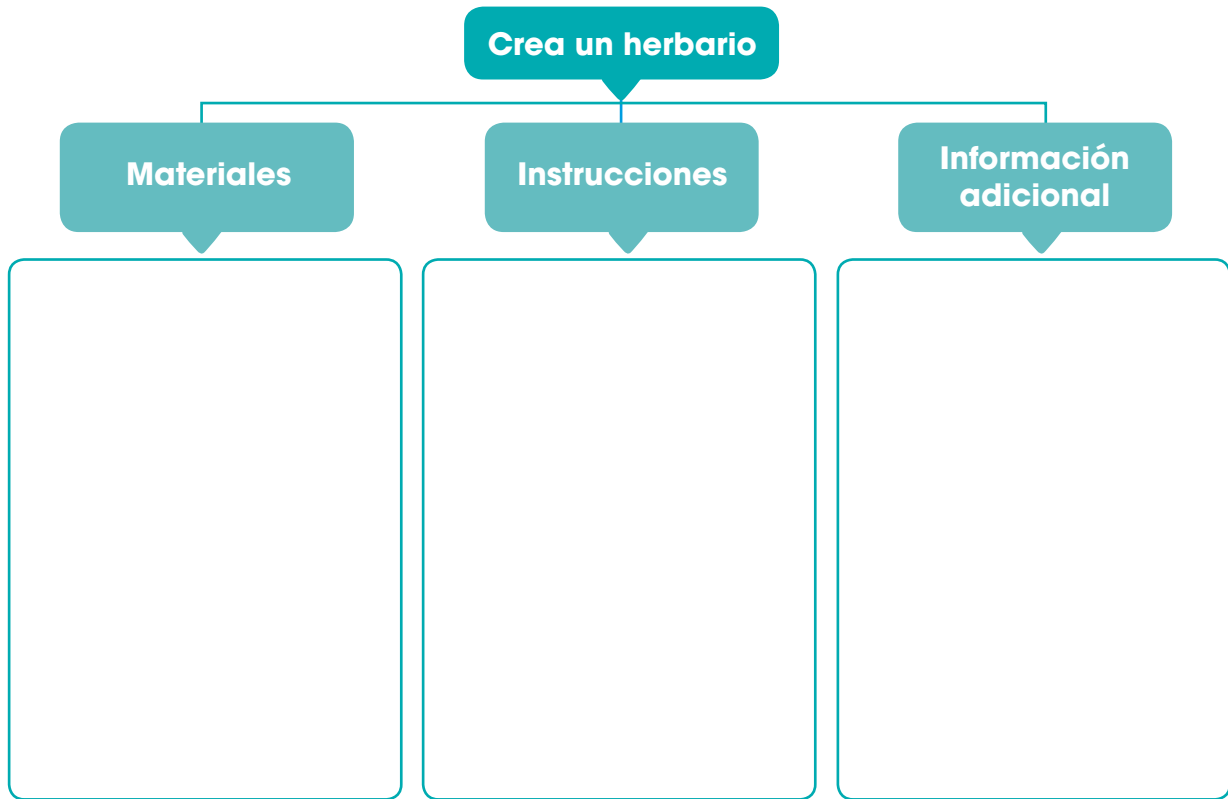 Crea un herbario
Materiales
Instrucciones
Información
adicional